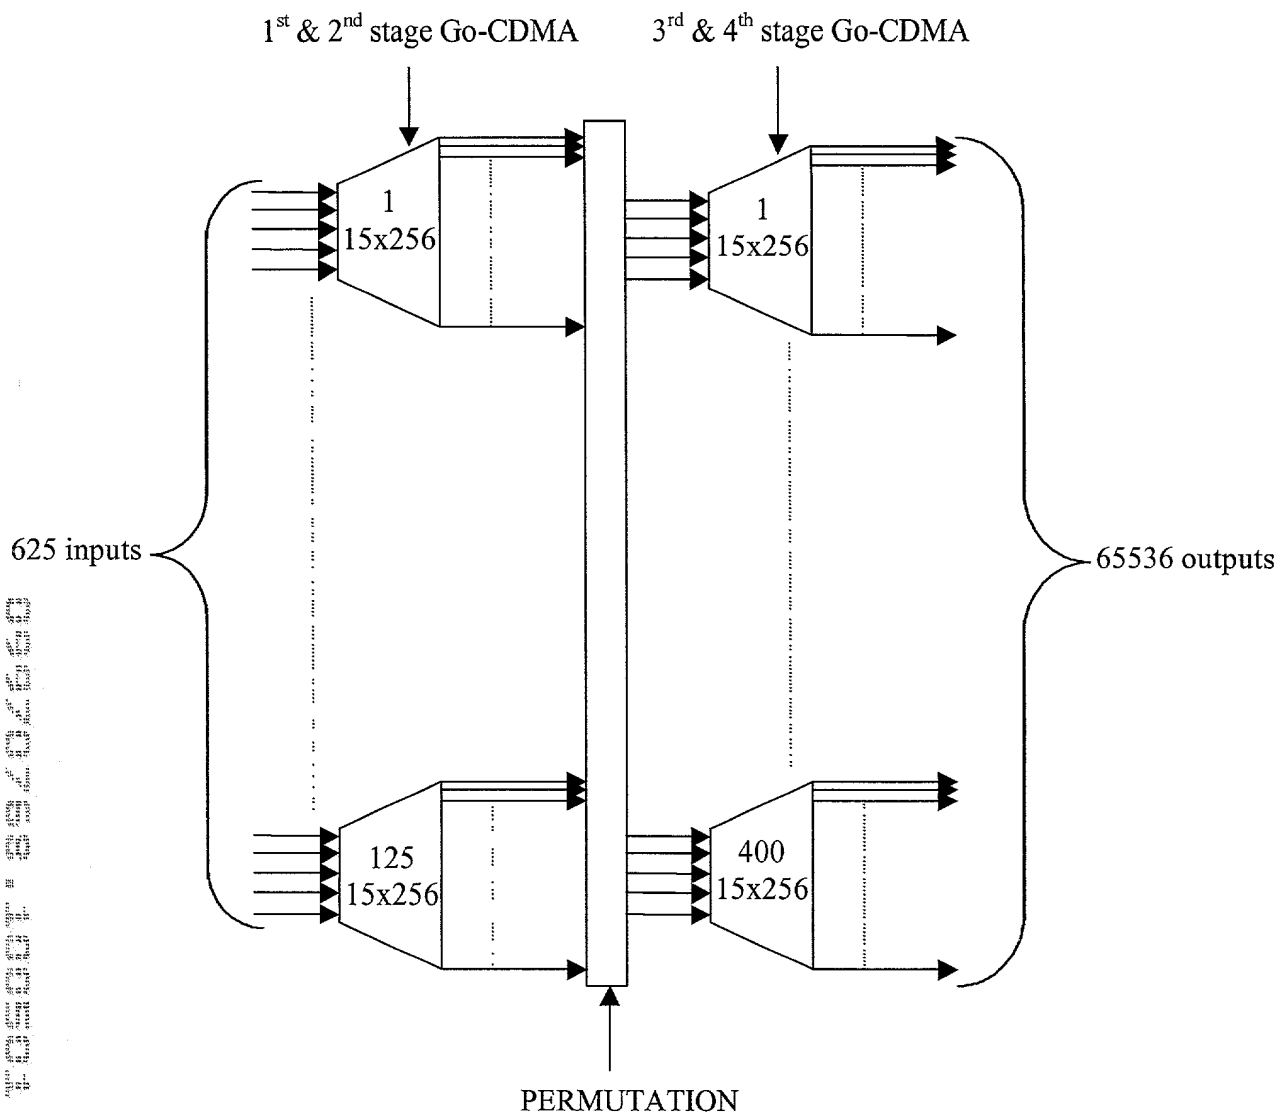 1st & 2nd stage Go-CDMA
3rd & 4th stage Go-CDMA
1
15x256
1
15x256
625 inputs
65536 outputs
125
15x256
400
15x256
PERMUTATION